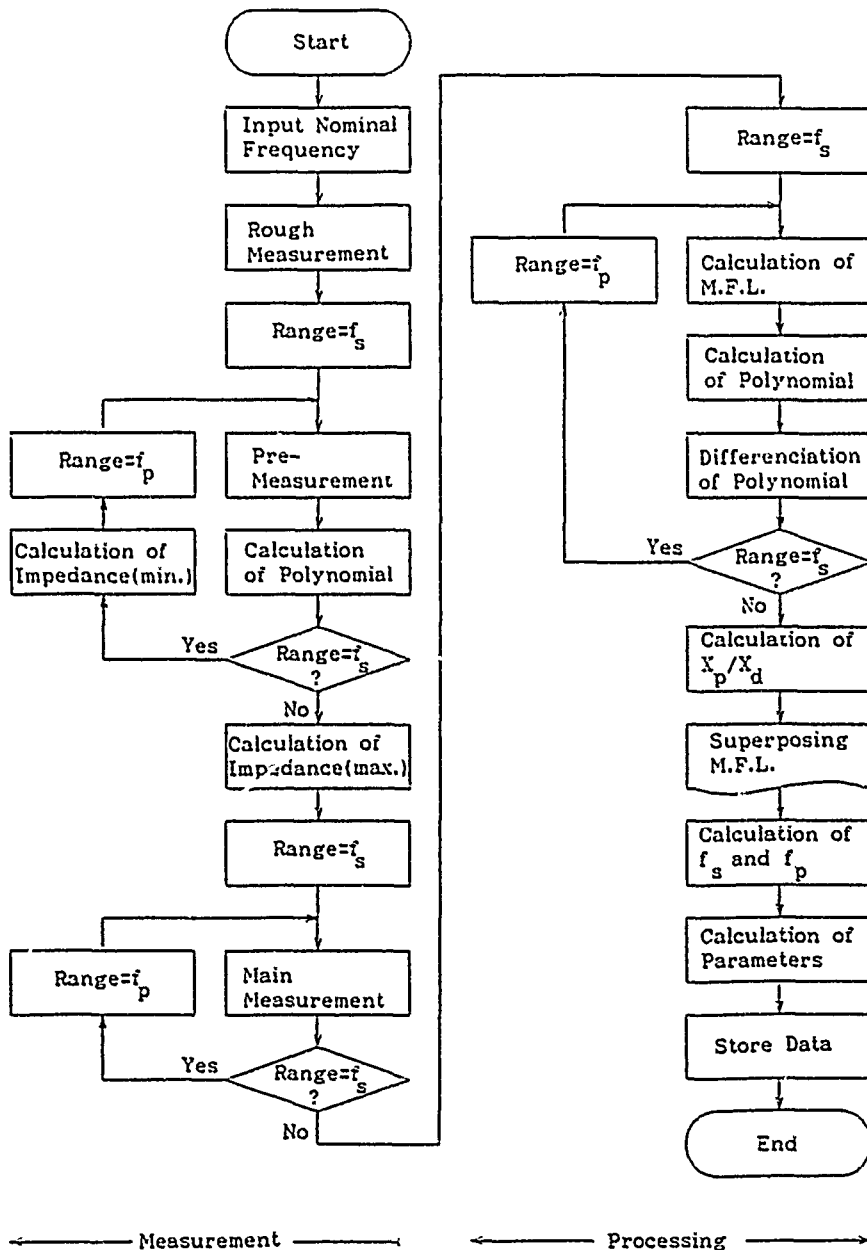 Start
Input Nominal
Frequency
Rough
Measurement
Range=f_s
Range=f_p
Pre-
Measurement
Calculation of
Impedance(min.)
Calculation
of Polynomial
Yes
Range=f_s
?
No
Calculation of
Impedance(max.)
Range=f_s
Range=f_p
Main
Measurement
Yes
Range=f_s
?
No
Range=f_s
Range=f_p
Calculation of
M.F.L.
Calculation
of Polynomial
Differenciation
of Polynomial
Yes
Range=f_s
?
No
Calculation of
X_p/X_d
Superposing
M.F.L.
Calculation of
f_s and f_p
Calculation of
Parameters
Store Data
End
Measurement
Processing